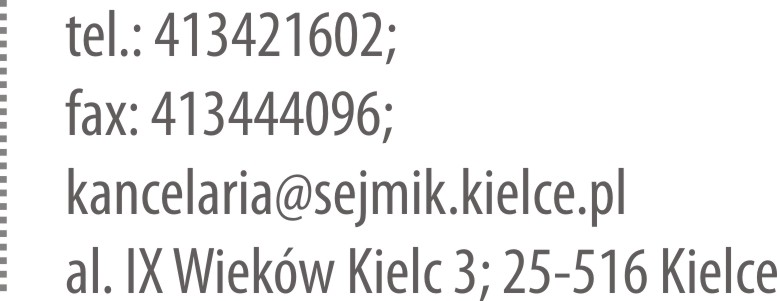 tel.: 413421602;
fax: 413444096;
kancelaria@sejmik.kielce.pl
al. IX Wieków Kielc 3; 25-516 Kielce